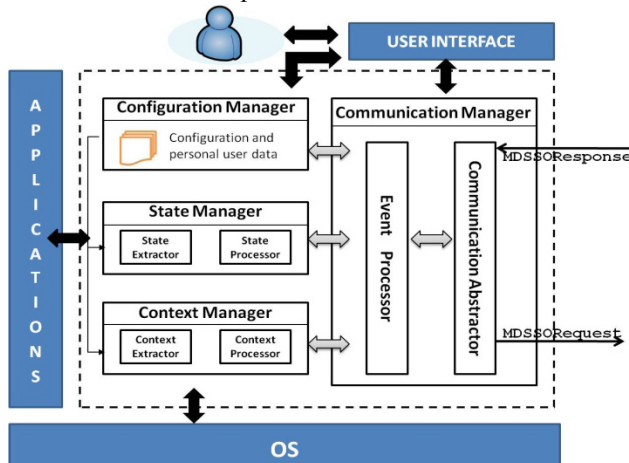 USER INTERFACE
APPLICATIONS
Configuration Manager
Configuration and
personal user data
Communication Manager
MDSSOResponse
State Manager
State
Extractor
State
Processor
Event Processor
Communication Abstractor
Context Manager
Context
Extractor
Context
Processor
MDSSORequest
OS